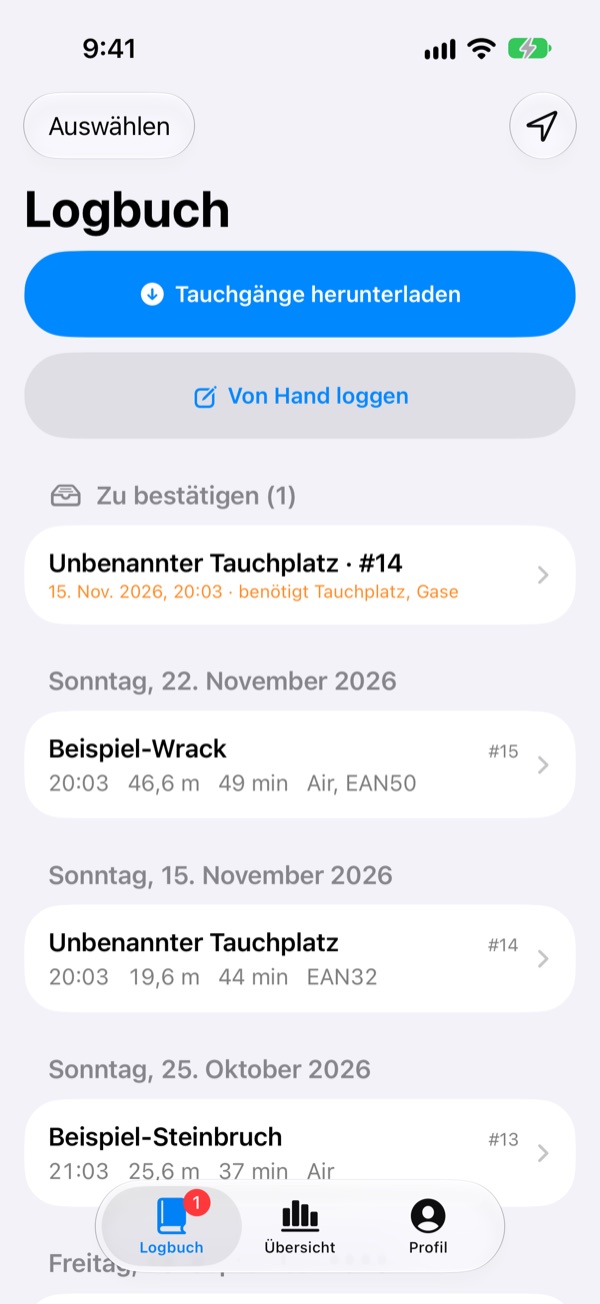 9:41
Auswählen
Logbuch
Tauchgänge herunterladen
Von Hand loggen
Zu bestätigen (1)
Unbenannter Tauchplatz · #14
15. Nov. 2026, 20:03 · benötigt Tauchplatz, Gase
Sonntag, 22. November 2026
Beispiel-Wrack #15
20:03 46,6 m 49 min Air, EAN50
Sonntag, 15. November 2026
Unbenannter Tauchplatz #14
20:03 19,6 m 44 min EAN32
Sonntag, 25. Oktober 2026
Beispiel-Steinbruch #13
21:03 25,6 m 37 min Air
1
Logbuch Übersicht Profil
Freitag,